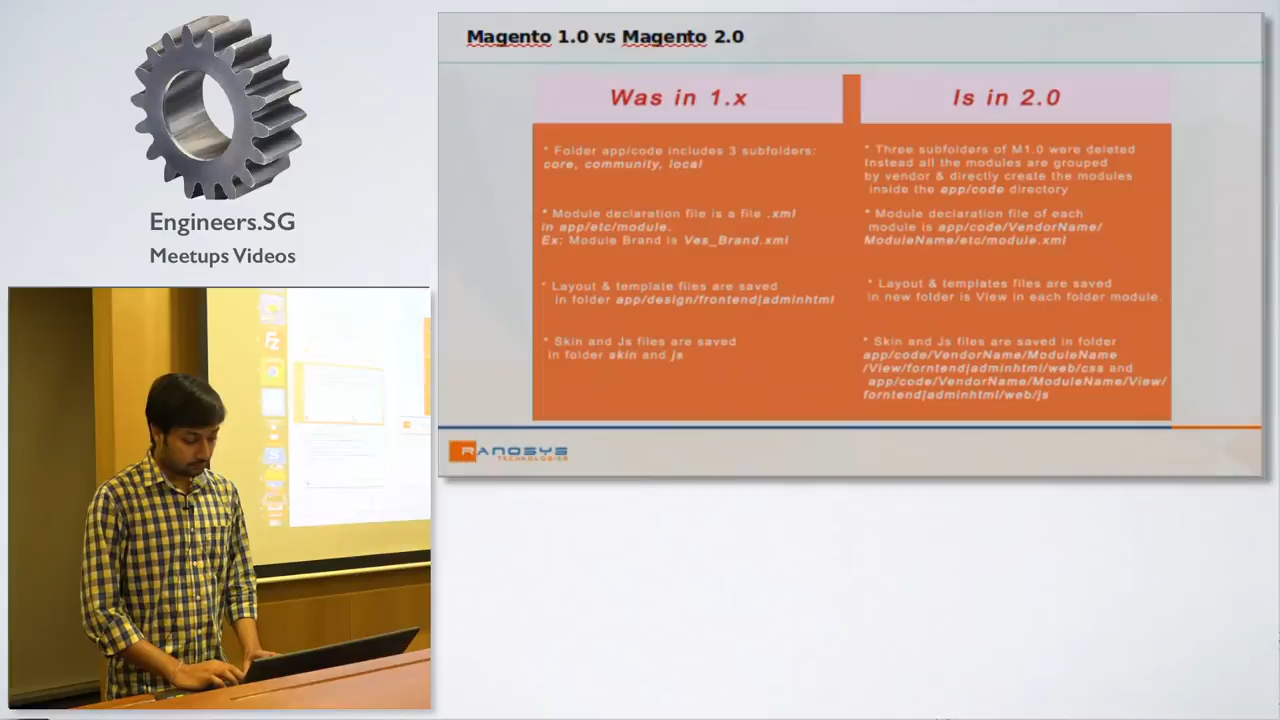 Engineers.SG
Meetups Videos
Magento 1.0 vs Magento 2.0
Was in 1.x
* Folder app/code includes 3 subfolders:
core, community, local
* Module declaration file is a file .xml
in app/etc/module.
Ex: Module Brand is Ves_Brand.xml
* Layout & template files are saved
in folder app/design/frontend|adminhtml
* Skin and Js files are saved
in folder skin and js
Is in 2.0
* Three subfolders of M1.0 were deleted
Instead all the modules are grouped
by vendor & directly create the modules
inside the app/code directory
* Module declaration file of each
module is app/code/VendorName/
ModuleName/etc/module.xml
* Layout & templates files are saved
in new folder is View in each folder module.
* Skin and Js files are saved in folder
app/code/VendorName/ModuleName
/View/forntend|adminhtml/web/css and
app/code/VendorName/ModuleName/View/
forntend|adminhtml/web/js
RANOSYS
TECHNOLOGIES
FZ